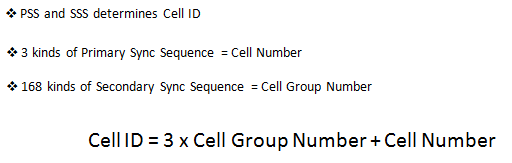 ❖ PSS and SSS determines Cell ID
❖ 3 kinds of Primary Sync Sequence = Cell Number
❖ 168 kinds of Secondary Sync Sequence = Cell Group Number
Cell ID = 3 x Cell Group Number + Cell Number